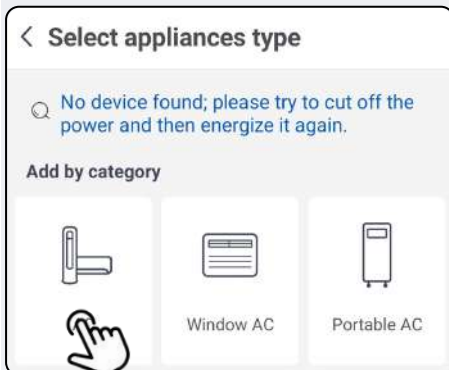 Select appliances type
No device found; please try to cut off the
power and then energize it again.
Add by category
Window AC
Portable AC